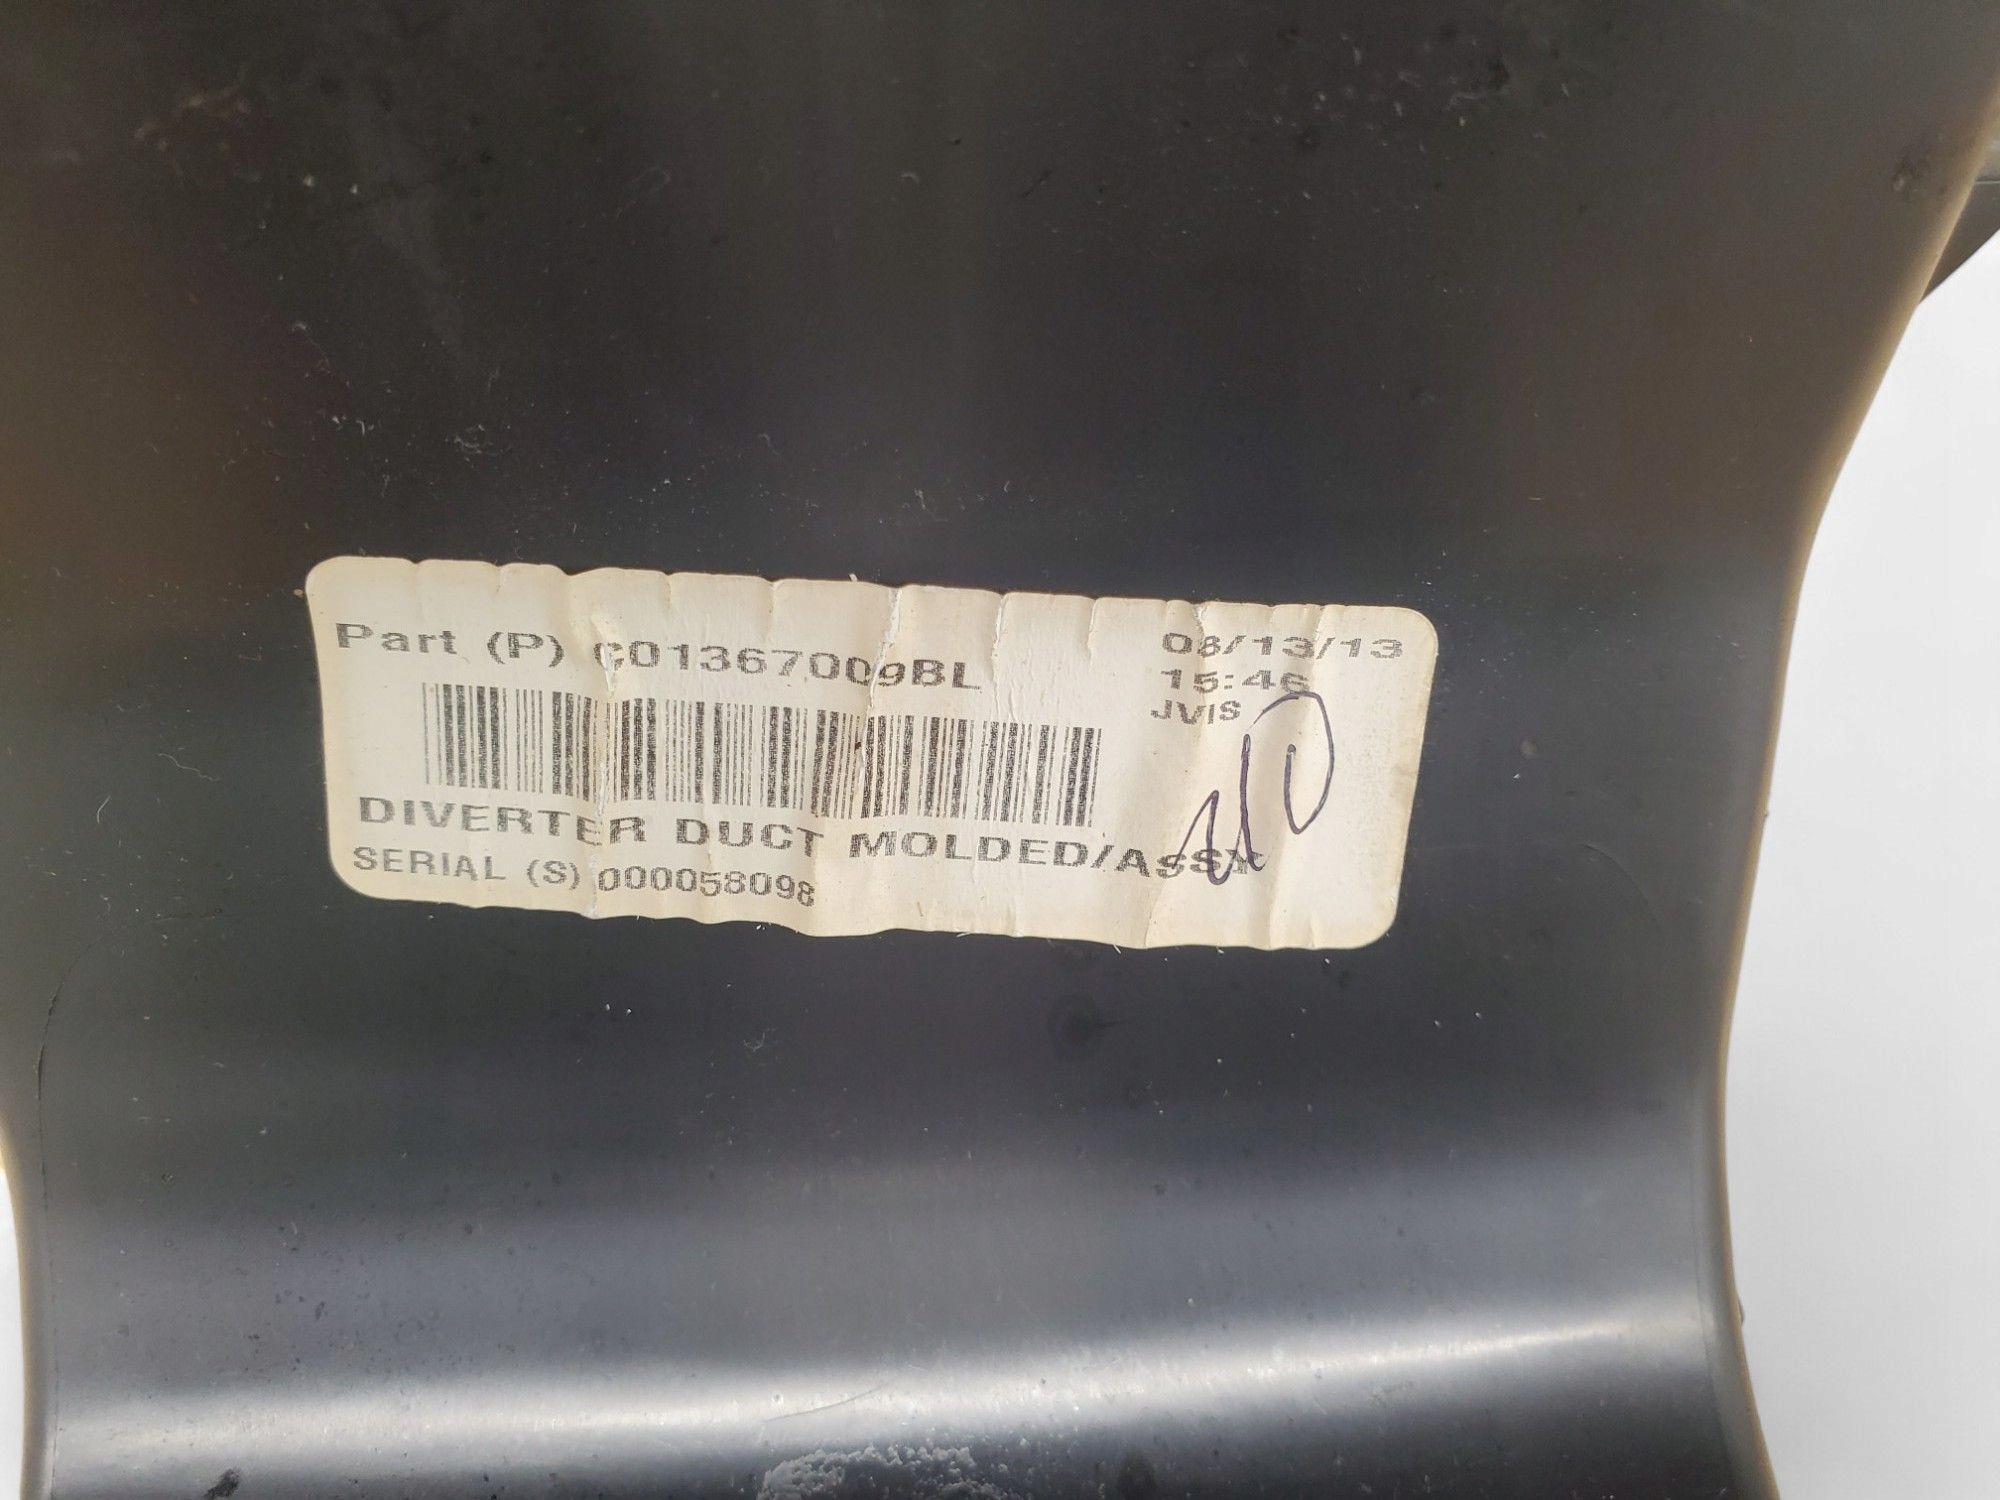 Part (P) C01367009BL
08/13/13
15:46
JVIS
DIVERTER DUCT MOLDED/ASSY
SERIAL (S) 000058098